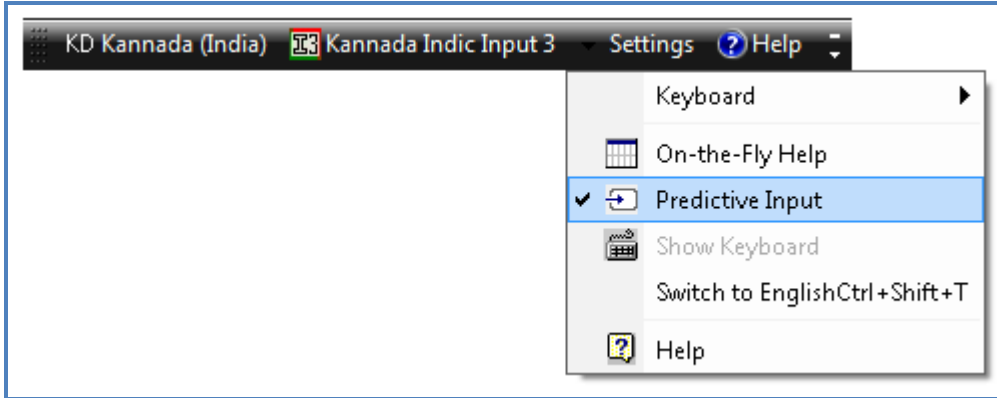 KD Kannada (India) Kannada Indic Input 3 Settings ? Help
Keyboard
On-the-Fly Help
Predictive Input
Show Keyboard
Switch to EnglishCtrl+Shift+T
? Help